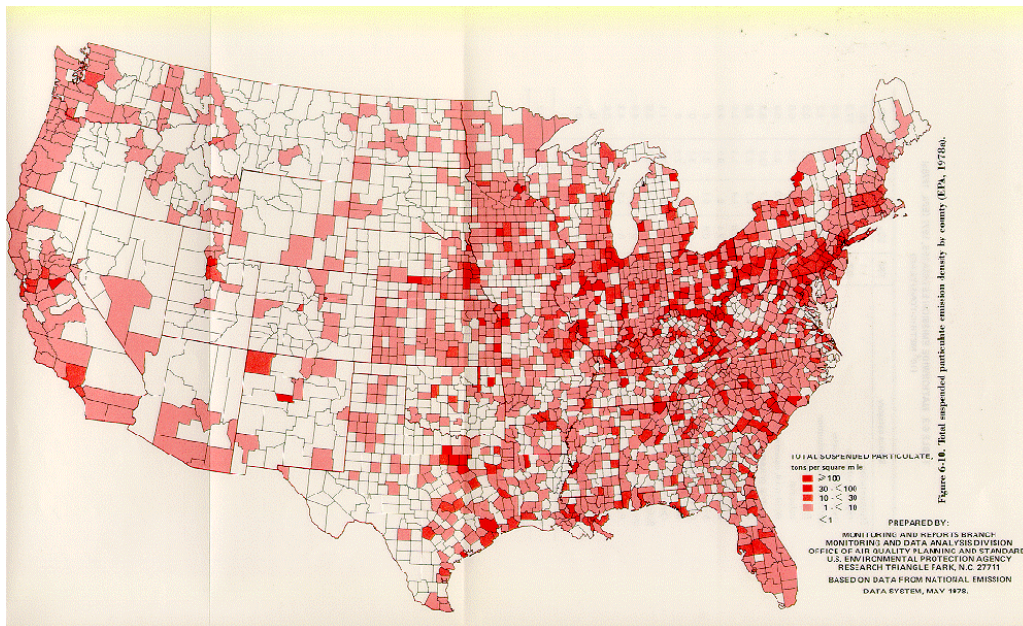 Figure 6-10. Total suspended particulate emission density by county (EPA, 1978a).
TOTAL SUSPENDED PARTICULATE,
tons per square mile
≥100
30 - < 100
10 - < 30
1 - < 10
< 1
PREPARED BY:
MONITORING AND REPORTS BRANCH
MONITORING AND DATA ANALYSIS DIVISION
OFFICE OF AIR QUALITY PLANNING AND STANDARD
U.S. ENVIRONMENTAL PROTECTION AGENCY
RESEARCH TRIANGLE PARK, N.C. 27711
BASED ON DATA FROM NATIONAL EMISSION
DATA SYSTEM, MAY 1978.